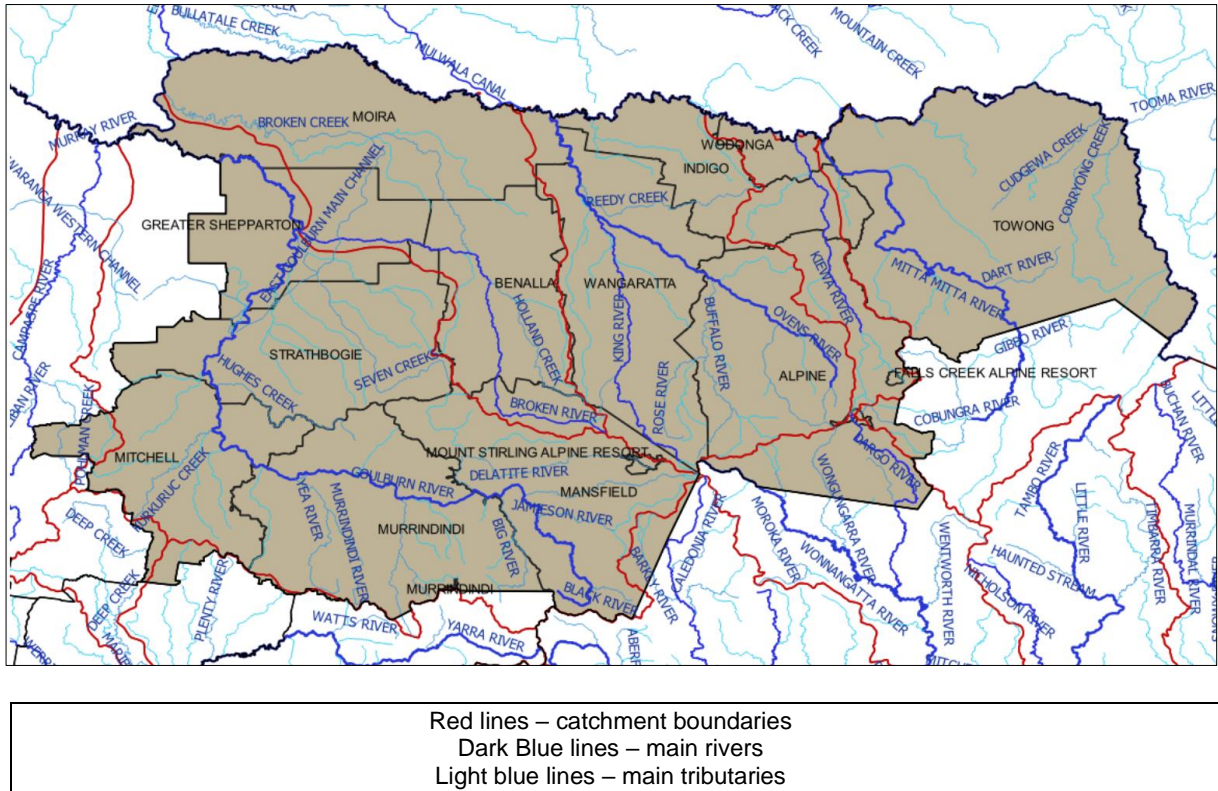 BULLATALE CREEK
MULWALA CANAL
MOUNTAIN CREEK
TOOMA RIVER
MURRAY RIVER
BROKEN CREEK
MOIRA
WODONGA
INDIGO
CUDGEWA CREEK
CORRYONG CREEK
WARANGA WESTERN CHANNEL
GREATER SHEPPARTON
EAST GOULBURN MAIN CHANNEL
REEDY CREEK
TOWONG
KIEWA RIVER
MITTA MITTA RIVER
DART RIVER
CAMPASPE RIVER
BENALLA
WANGARATTA
HOLLAND CREEK
KING RIVER
BUFFALO RIVER
OVENS RIVER
GIBBO RIVER
STRATHBOGIE
SEVEN CREEKS
HUGHES CREEK
ALPINE
FALLS CREEK ALPINE RESORT
BROKEN RIVER
ROSE RIVER
COBUNGRA RIVER
BUCHAN RIVER
MITCHELL
MOUNT STIRLING ALPINE RESORT
DARGO RIVER
GOULBURN RIVER
DELATITE RIVER
MANSFIELD
WONGUNGARRA RIVER
TAMBO RIVER
LITTLE RIVER
TIMBARRA RIVER
MURRINDAL RIVER
DEEP CREEK
YEA RIVER
MURRINDINDI RIVER
MURRINDINDI
BIG RIVER
JAMIESON RIVER
MOROKA RIVER
WONNANGATTA RIVER
WENTWORTH RIVER
HAUNTED STREAM
NICHOLSON RIVER
DEEP CREEK
PLENTY RIVER
MURRINDINDI
BLACK RIVER
WATTS RIVER
YARRA RIVER
Red lines – catchment boundaries
Dark Blue lines – main rivers
Light blue lines – main tributaries